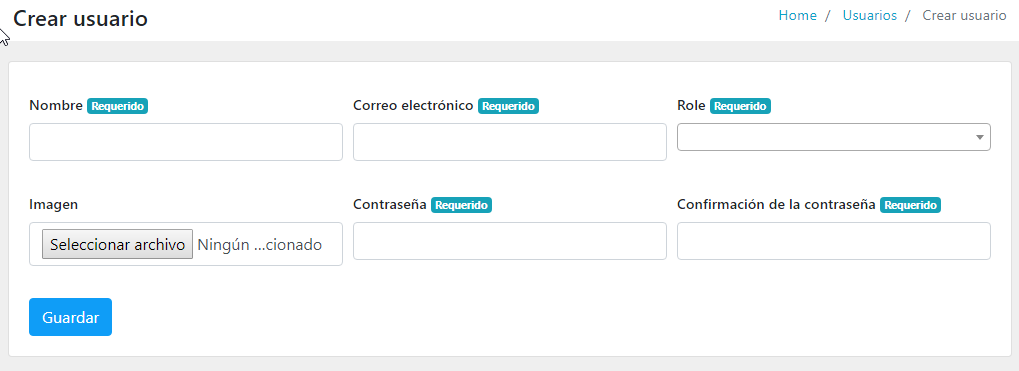 Crear usuario
Home / Usuarios / Crear usuario
Nombre Requerido
Correo electrónico Requerido
Role Requerido
Imagen
Contraseña Requerido
Confirmación de la contraseña Requerido
Seleccionar archivo Ningún ...cionado
Guardar